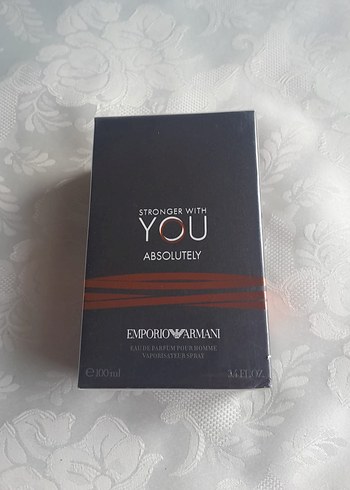 STRONGER WITH
YOU
ABSOLUTELY
EMPORIO ARMANI
EAU DE PARFUM POUR HOMME
VAPORISATEUR SPRAY
℮100 ml 3.4 FL.OZ.